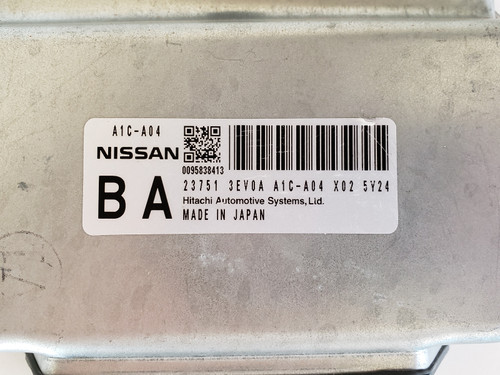 A1C-A04
NISSAN
0095838413
BA
23751 3EV0A A1C-A04 X02 5Y24
Hitachi Automotive Systems,Ltd.
MADE IN JAPAN